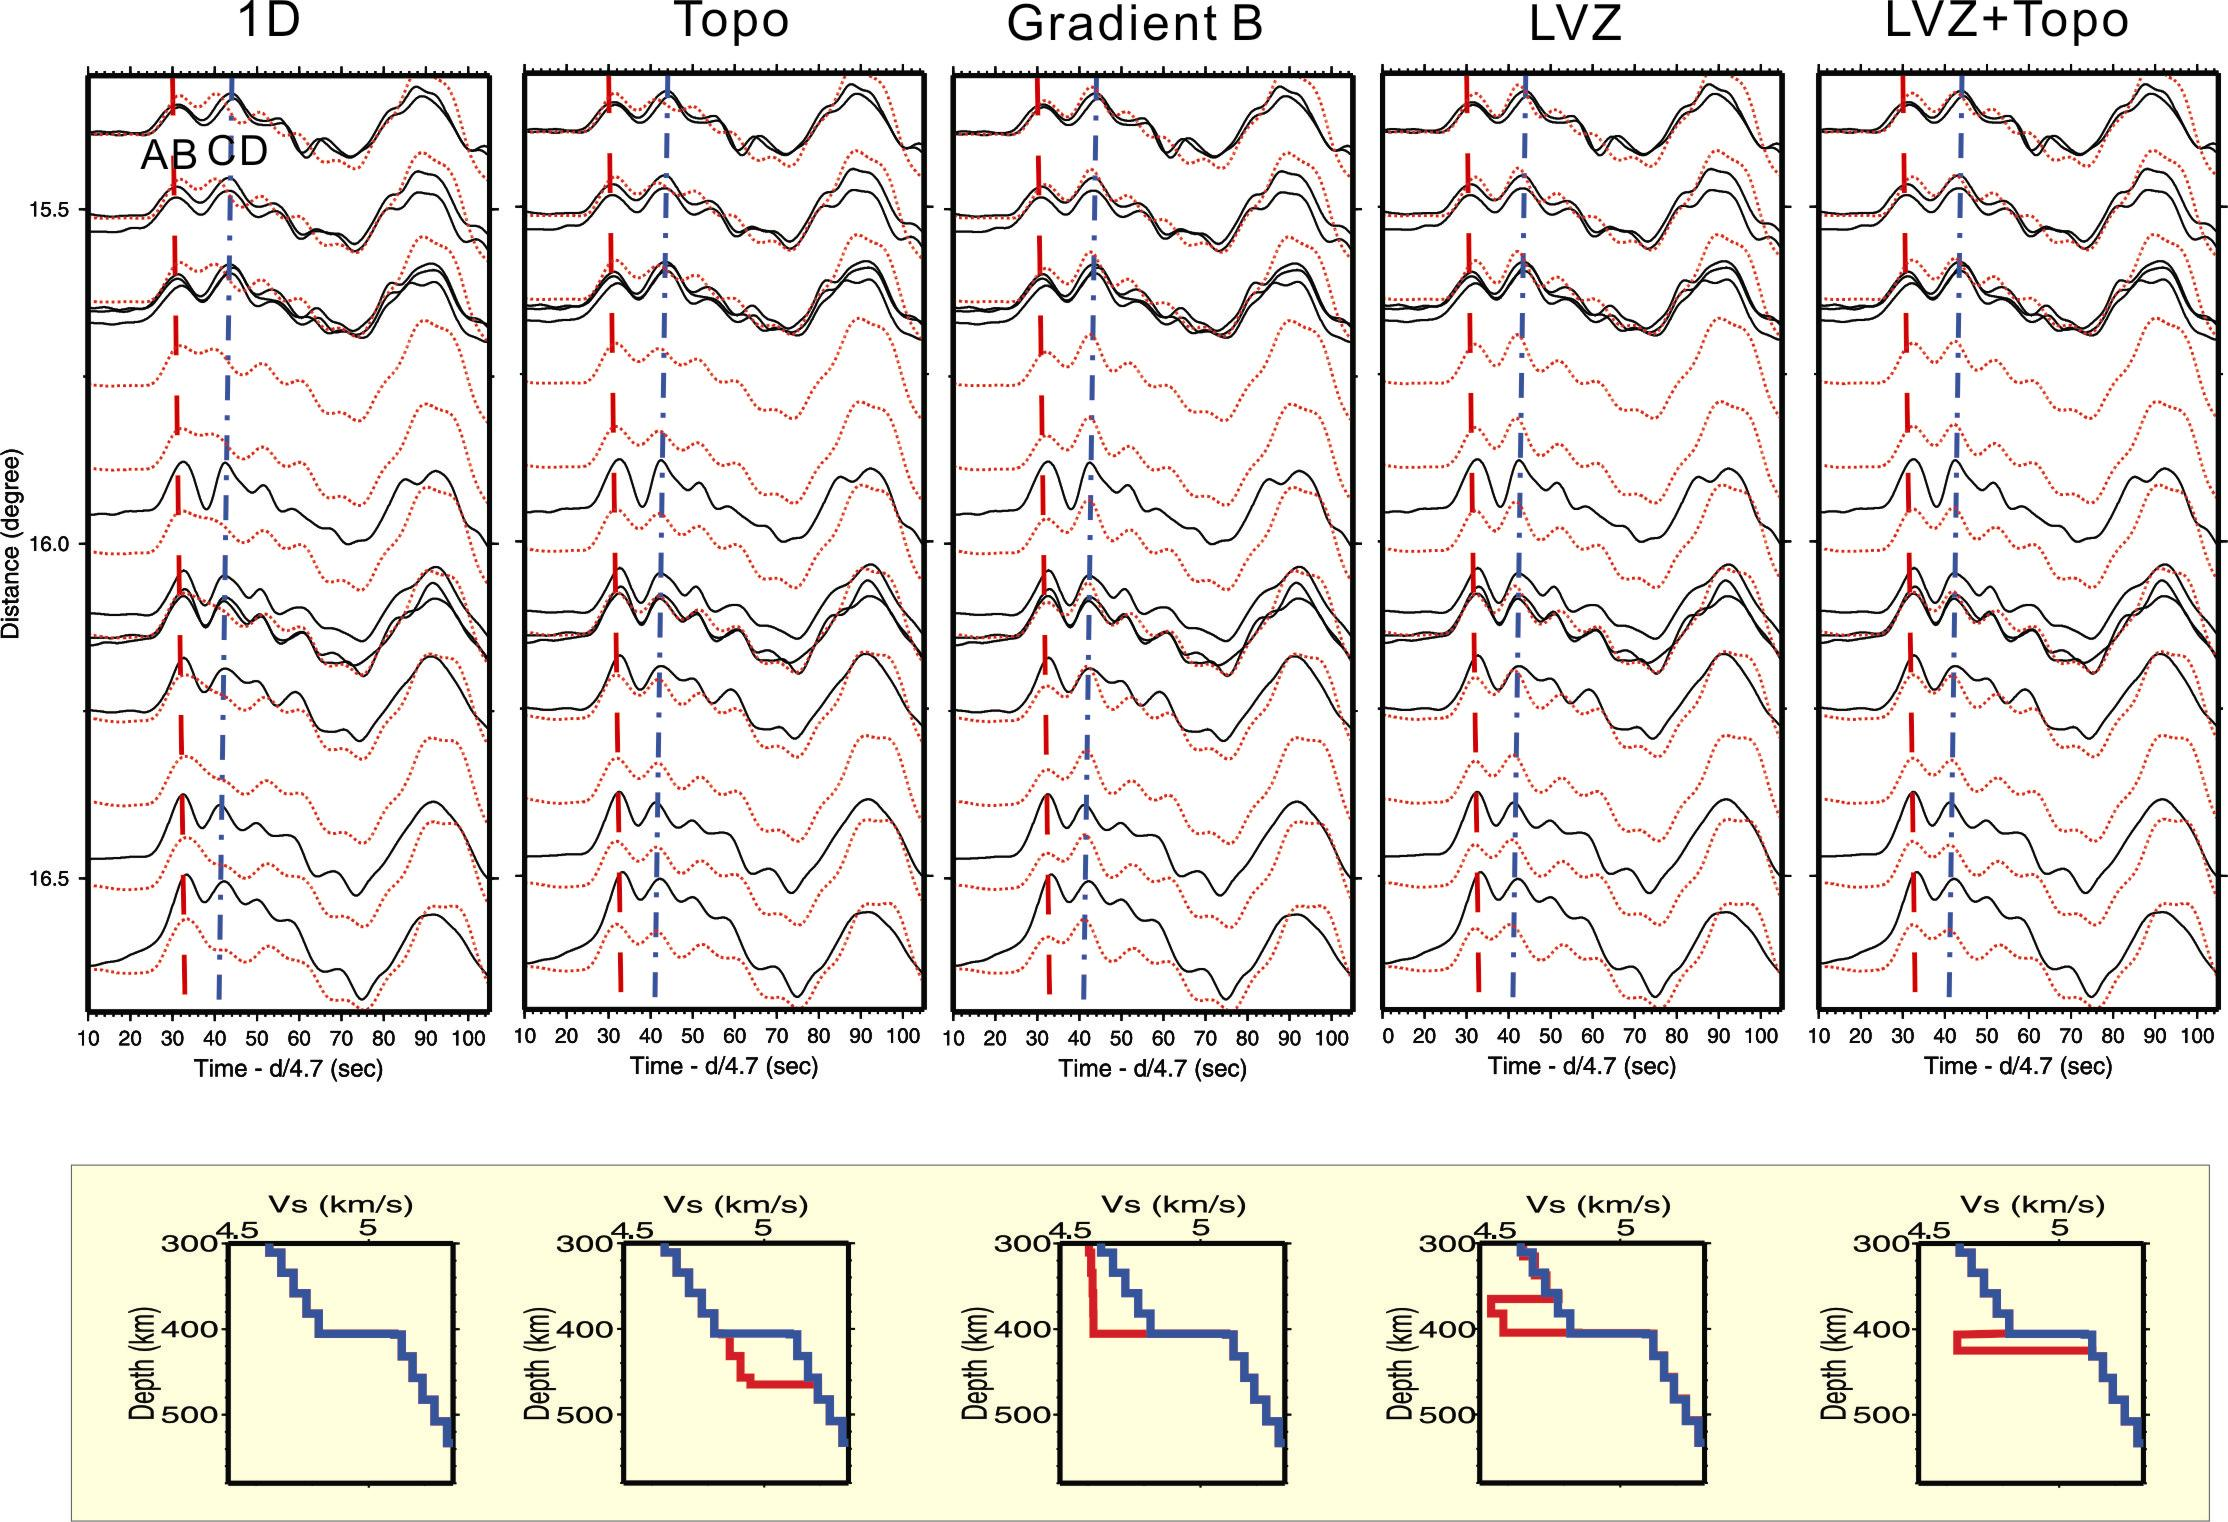 1D Topo Gradient B LVZ LVZ+Topo
AB CD
15.5
Distance (degree)
16.0
16.5
10 20 30 40 50 60 70 80 90 100 10 20 30 40 50 60 70 80 90 100 10 20 30 40 50 60 70 80 90 100 0 20 30 40 50 60 70 80 90 100 10 20 30 40 50 60 70 80 90 100
Time - d/4.7 (sec) Time - d/4.7 (sec) Time - d/4.7 (sec) Time - d/4.7 (sec) Time - d/4.7 (sec)
Vs (km/s) Vs (km/s) Vs (km/s) Vs (km/s) Vs (km/s)
4.5 5 4.5 5 4.5 5 4.5 5 4.5 5
300 300 300 300 300
Depth (km) Depth (km) Depth (km) Depth (km) Depth (km)
400 400 400 400 400
500 500 500 500 500